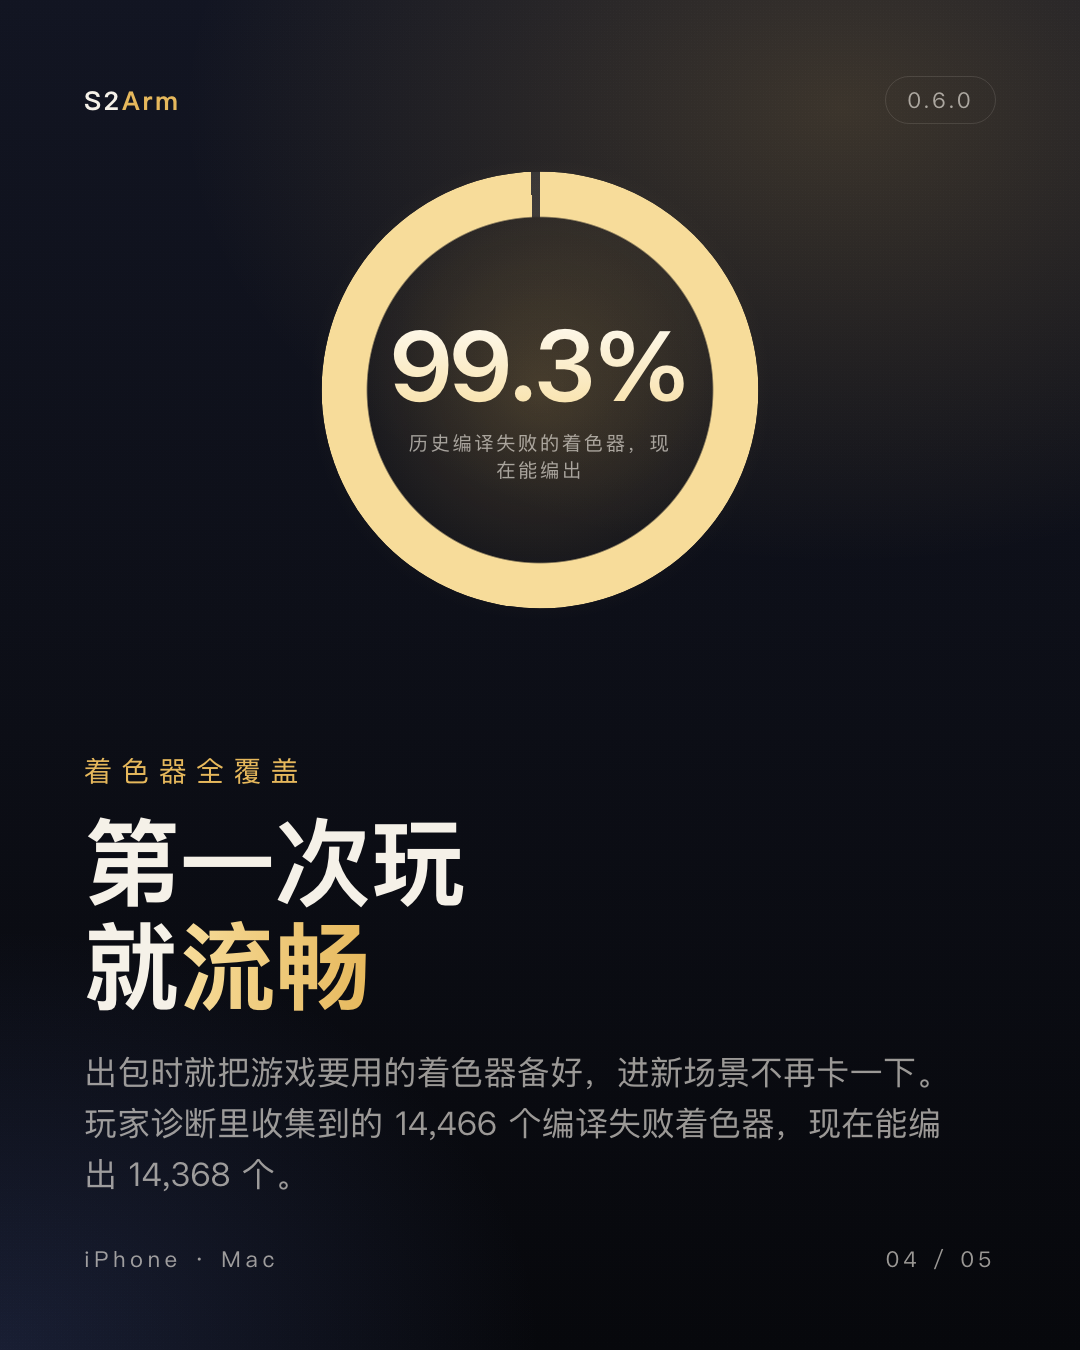 S2Arm
0.6.0
99.3%
历史编译失败的着色器，现
在能编出
着色器全覆盖
第一次玩
就流畅
出包时就把游戏要用的着色器备好，进新场景不再卡一下。
玩家诊断里收集到的 14,466 个编译失败着色器，现在能编
出 14,368 个。
iPhone · Mac
04 / 05